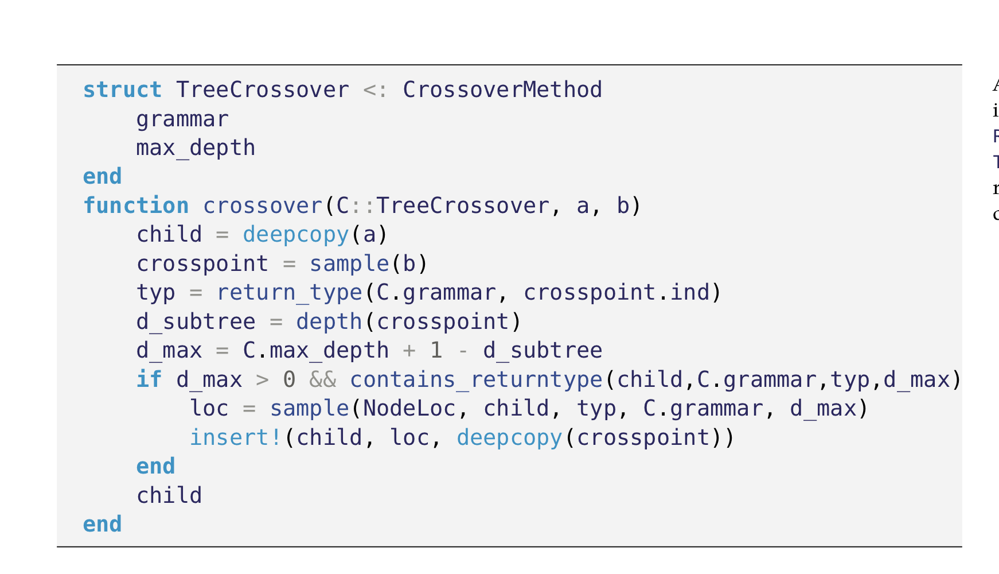 struct TreeCrossover <: CrossoverMethod
    grammar
    max_depth
end
function crossover(C::TreeCrossover, a, b)
    child = deepcopy(a)
    crosspoint = sample(b)
    typ = return_type(C.grammar, crosspoint.ind)
    d_subtree = depth(crosspoint)
    d_max = C.max_depth + 1 - d_subtree
    if d_max > 0 && contains_returntype(child,C.grammar,typ,d_max)
        loc = sample(NodeLoc, child, typ, C.grammar, d_max)
        insert!(child, loc, deepcopy(crosspoint))
    end
    child
end